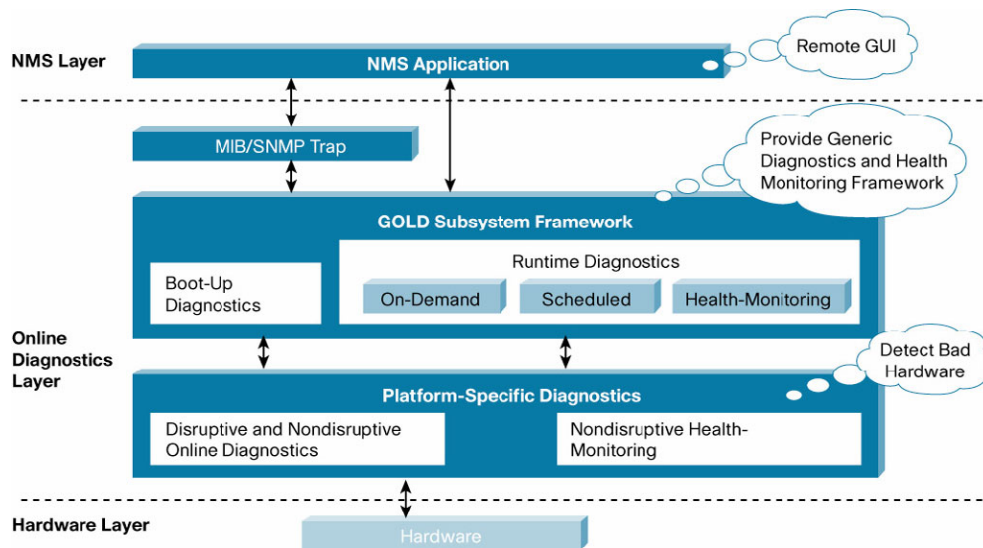 NMS Layer
NMS Application
Remote GUI
MIB/SNMP Trap
Provide Generic
Diagnostics and Health
Monitoring Framework
GOLD Subsystem Framework
Boot-Up
Diagnostics
Runtime Diagnostics
On-Demand
Scheduled
Health-Monitoring
Online
Diagnostics
Layer
Detect Bad
Hardware
Platform-Specific Diagnostics
Disruptive and Nondisruptive
Online Diagnostics
Nondisruptive Health-
Monitoring
Hardware Layer
Hardware